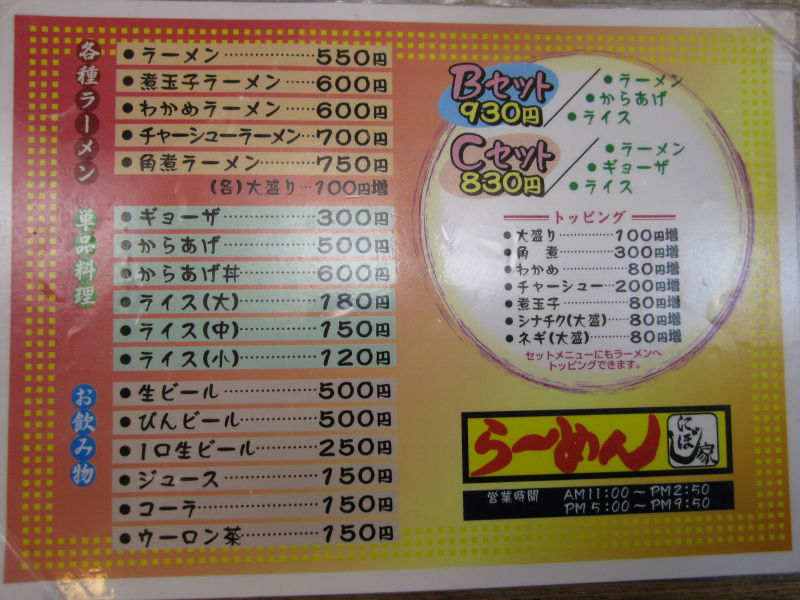 各種ラーメン
●ラーメン……………550円
●煮玉子ラーメン……600円
●わかめラーメン……600円
●チャーシューラーメン…700円
●角煮ラーメン………750円
(各)大盛り…100円増
単品料理
●ギョーザ……………300円
●からあげ……………500円
●からあげ丼…………600円
●ライス(大)…………180円
●ライス(中)…………150円
●ライス(小)…………120円
お飲み物
●生ビール……………500円
●びんビール…………500円
●1口生ビール………250円
●ジュース……………150円
●コーラ………………150円
●ウーロン茶…………150円
Bセット
930円
●ラーメン
●からあげ
●ライス
Cセット
830円
●ラーメン
●ギョーザ
●ライス
トッピング
●大盛り…………100円増
●角 煮…………300円増
●わかめ…………80円増
●チャーシュー…200円増
●煮玉子…………80円増
●シナチク(大盛)…80円増
●ネギ(大盛)……80円増
セットメニューにもラーメンへ
トッピングできます。
らーめん
にぼし家
営業時間 AM11:00〜PM2:50
PM5:00〜PM9:50